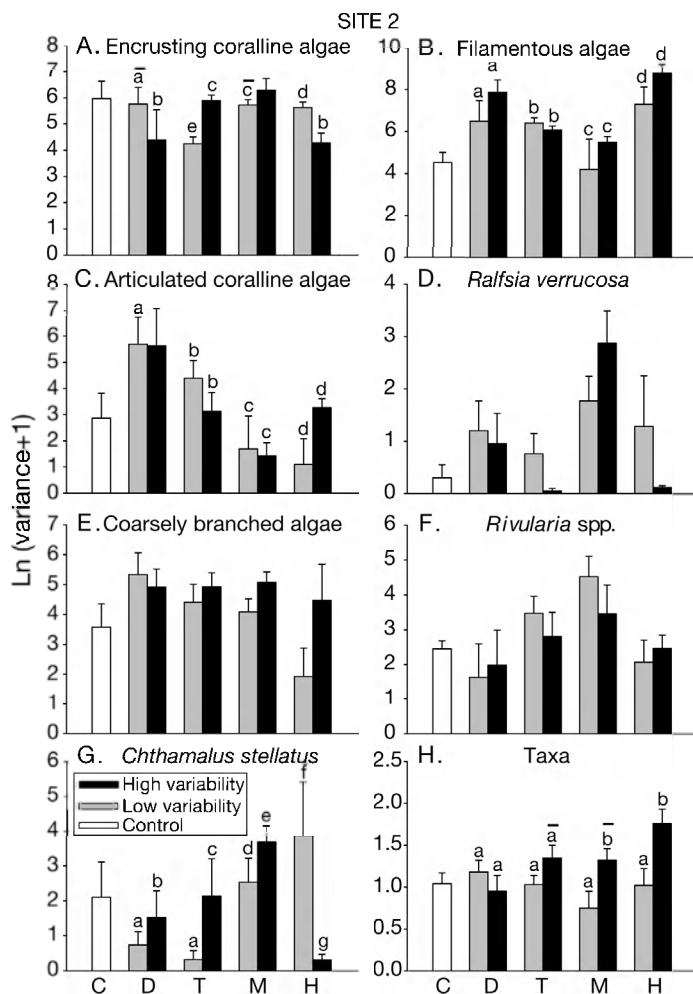 SITE 2
A. Encrusting coralline algae
8
7
6
5
4
3
2
1
0
a b e c c d b
B. Filamentous algae
10
8
6
4
2
0
a a b b c c d d
C. Articulated coralline algae
8
7
6
5
4
3
2
1
0
a b b c c d d
D. Ralfsia verrucosa
4
3
2
1
0
Ln (variance+1)
E. Coarsely branched algae
8
7
6
5
4
3
2
1
0
F. Rivularia spp.
6
5
4
3
2
1
0
G. Chthamalus stellatus
6
5
4
3
2
1
0
High variability
Low variability
Control
a b a c d e f g
C D T M H
H. Taxa
2.5
2.0
1.5
1.0
0.5
0.0
a a a a a b a b
C D T M H